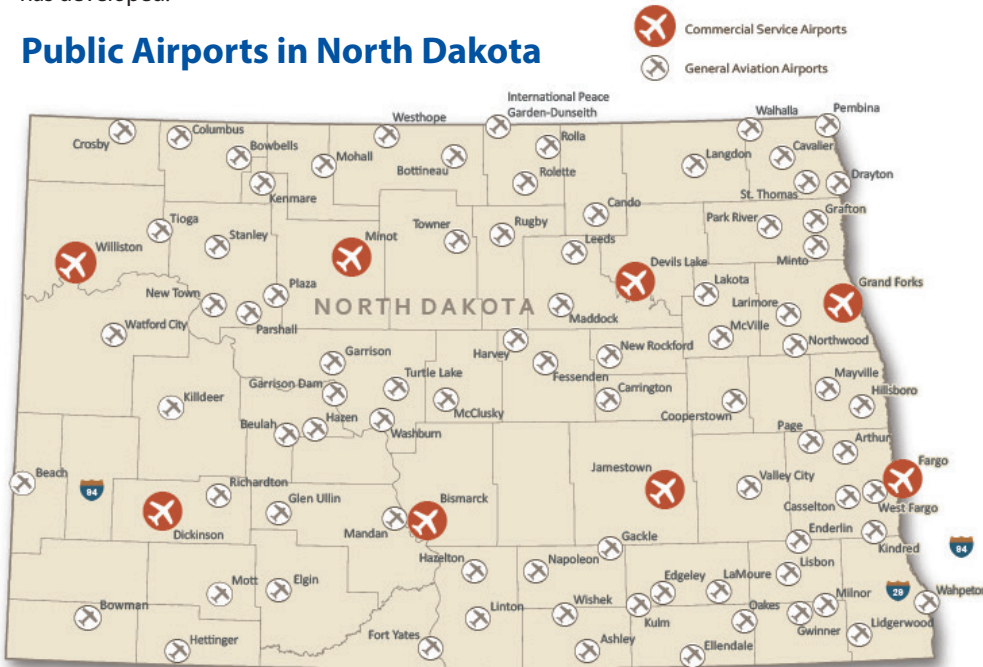 has developed.
Public Airports in North Dakota
Commercial Service Airports
General Aviation Airports
International Peace
Garden-Dunseith
Pembina
Walhalla
Westhope
Columbus
Crosby
Rolla
Cavalier
Bowbells
Mohall
Bottineau
Langdon
Rolette
Drayton
Kenmare
St. Thomas
Cando
Grafton
Park River
Tioga
Rugby
Towner
Stanley
Minot
Leeds
Williston
Minto
Devils Lake
Lakota
Grand Forks
Plaza
New Town
Larimore
NORTH DAKOTA
Maddock
Watford City
Parshall
McVille
Northwood
Harvey
New Rockford
Garrison
Fessenden
Turtle Lake
Mayville
Garrison Dam
Carrington
Hillsboro
Killdeer
McClusky
Cooperstown
Hazen
Beulah
Washburn
Page
Arthur
Fargo
Jamestown
Beach
Valley City
94
Richardton
Bismarck
Glen Ullin
Casselton
West Fargo
Dickinson
Mandan
Enderlin
Gackle
Kindred
94
Hazelton
Napoleon
Lisbon
Mott
Elgin
Edgeley
LaMoure
29
Wahpeton
Milnor
Bowman
Linton
Wishek
Kulm
Oakes
Gwinner
Lidgerwood
Hettinger
Fort Yates
Ashley
Ellendale